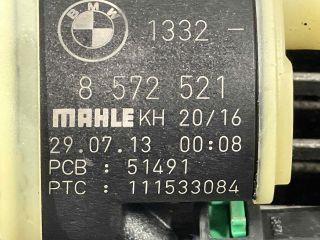 BMW 1332 -
8 572 521
MAHLE KH 20/16
29.07.13 00:08
PCB : 51491
PTC : 111533084